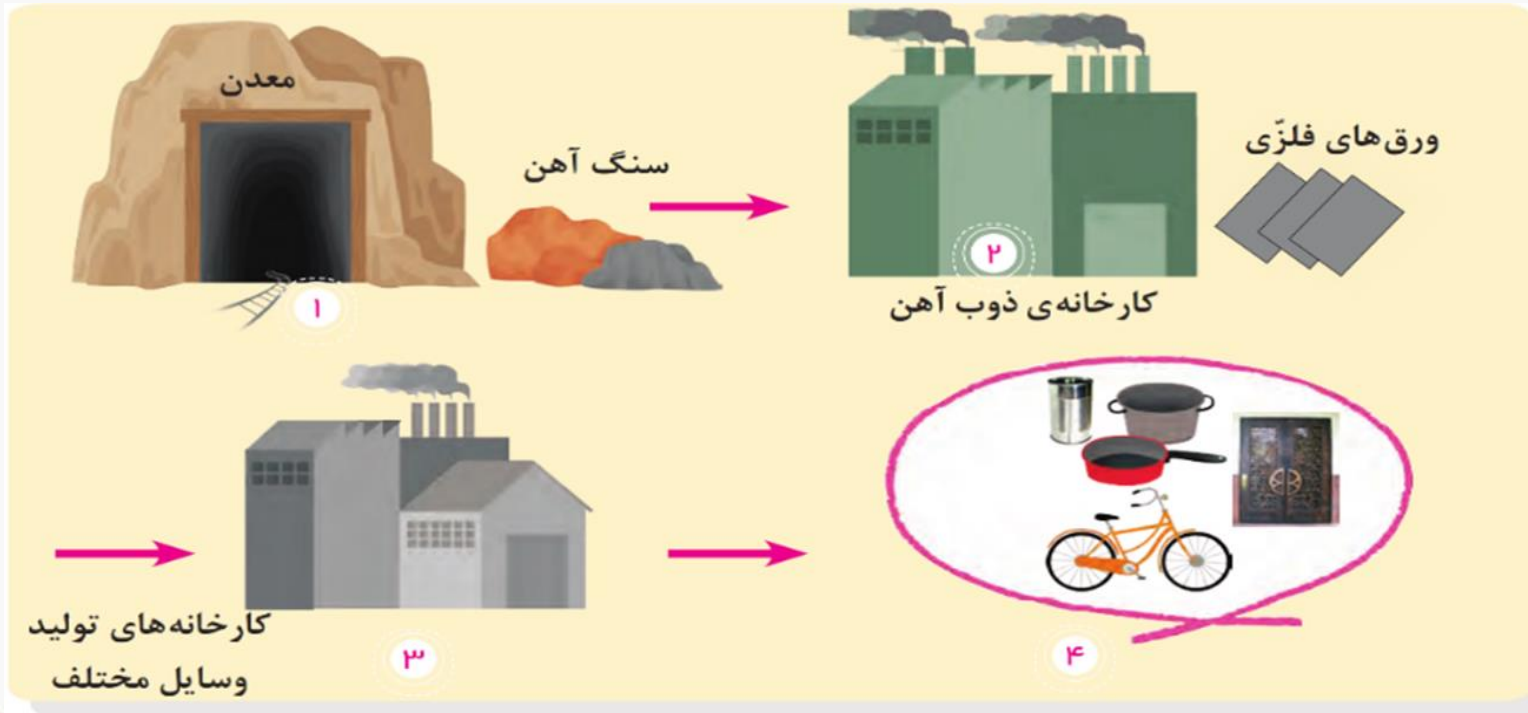 معدن
سنگ آهن
۱
ورق‌های فلزّی
۲
کارخانه‌ی ذوب آهن
کارخانه‌های تولید
وسایل مختلف
۳
۴